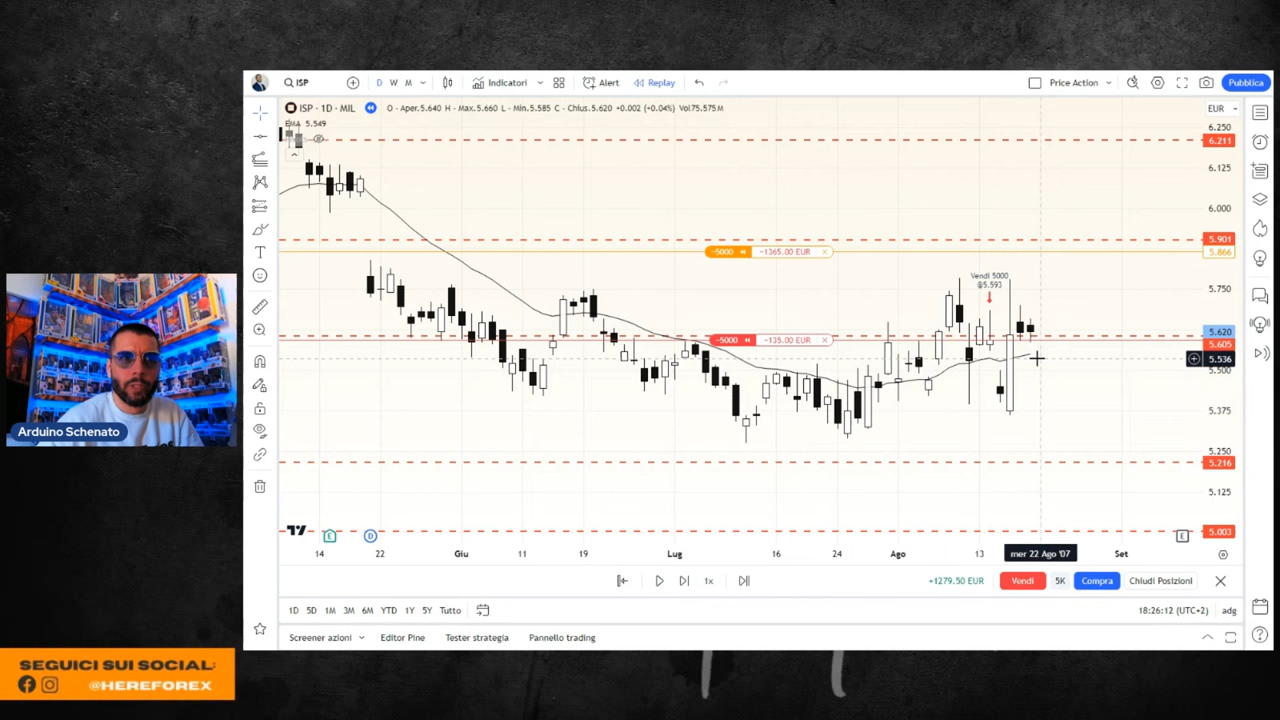 ISP
D W M
Indicatori
Alert
Replay
Price Action
Pubblica
ISP · 1D · MIL
O - Aper.5.640 H - Max.5.660 L - Min.5.585 C - Chius.5.620 +0.002 (+0.04%) Vol75.575M
EMA 5.549
EUR
6.250
6.211
6.125
6.000
5.901
5.866
-5000
-1365.00 EUR
Vendi 5000
@5.593
5.750
5.620
5.605
-5000
-135.00 EUR
5.536
5.500
5.375
5.250
5.216
5.125
5.003
E
D
E
14 22 Giu 11 19 Lug 16 24 Ago 13 mer 22 Ago '07 Set
1x
+1279.50 EUR
Vendi
5K
Compra
Chiudi Posizioni
1D 5D 1M 3M 6M YTD 1Y 5Y Tutto
18:26:12 (UTC+2)
adg
Screener azioni
Editor Pine
Tester strategia
Pannello trading
Arduino Schenato
SEGUICI SUI SOCIAL:
@HEREFOREX